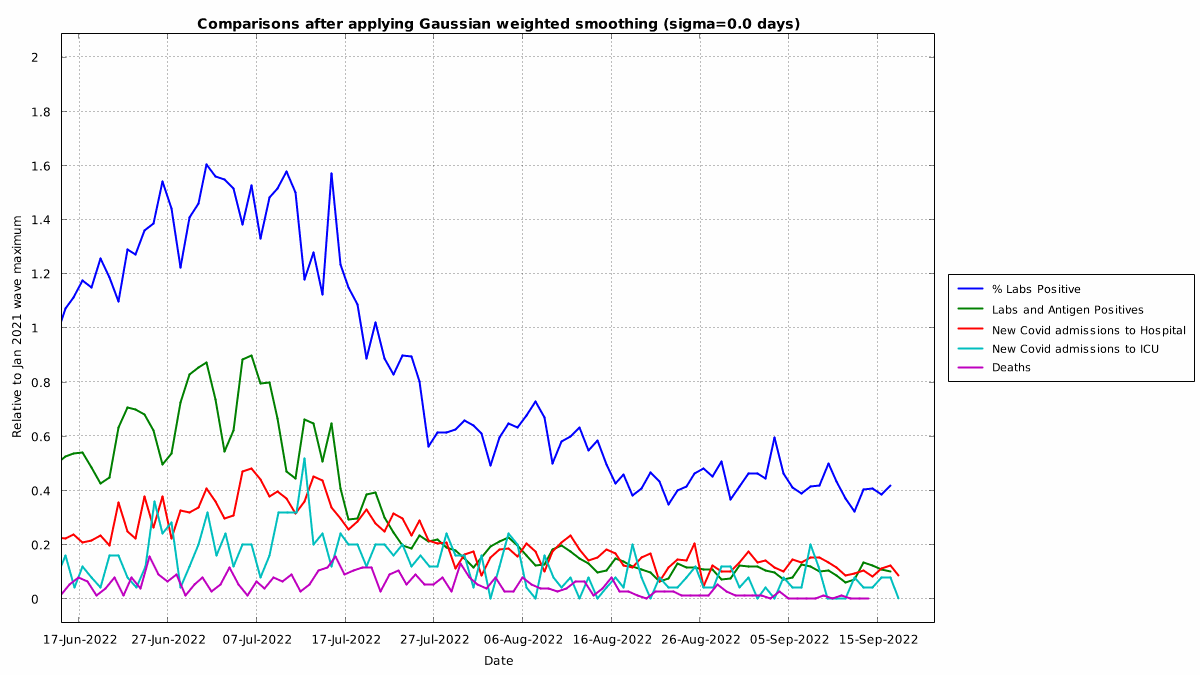 Comparisons after applying Gaussian weighted smoothing (sigma=0.0 days)
Relative to Jan 2021 wave maximum
2
1.8
1.6
1.4
1.2
1
0.8
0.6
0.4
0.2
0
17-Jun-2022 27-Jun-2022 07-Jul-2022 17-Jul-2022 27-Jul-2022 06-Aug-2022 16-Aug-2022 26-Aug-2022 05-Sep-2022 15-Sep-2022
Date
% Labs Positive
Labs and Antigen Positives
New Covid admissions to Hospital
New Covid admissions to ICU
Deaths